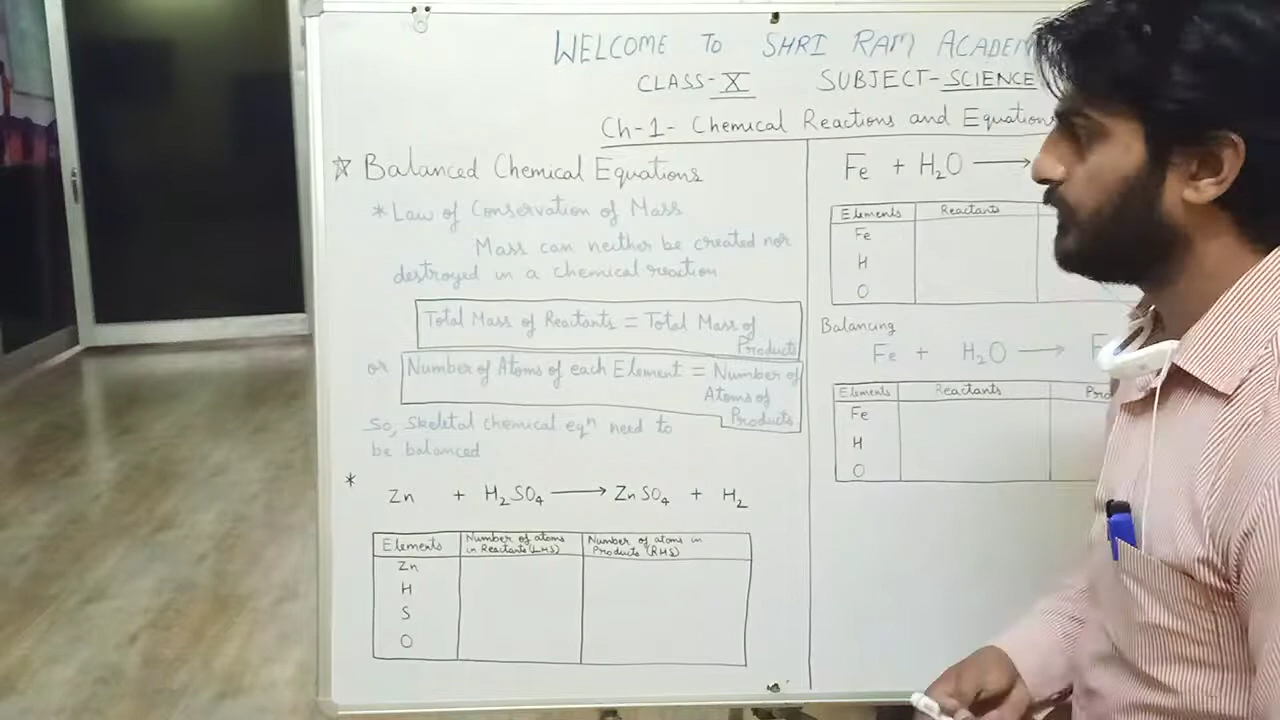 WELCOME TO SHRI RAM ACADEM
CLASS-X SUBJECT-SCIENCE
Ch-1- Chemical Reactions and Equations
☆ Balanced Chemical Equations
* Law of Conservation of Mass
Mass can neither be created nor
destroyed in a chemical reaction
Total Mass of Reactants = Total Mass of
Products
or Number of Atoms of each Element = Number of
Atoms of
Products
So, skeletal chemical eqⁿ need to
be balanced
* Zn + H₂SO₄ → ZnSO₄ + H₂
Elements Number of atoms Number of atoms in
in Reactants (LHS) Products (RHS)
Zn
H
S
O
Fe + H₂O →
Elements Reactants
Fe
H
O
Balancing
Fe + H₂O → F
Elements Reactants Prod
Fe
H
O